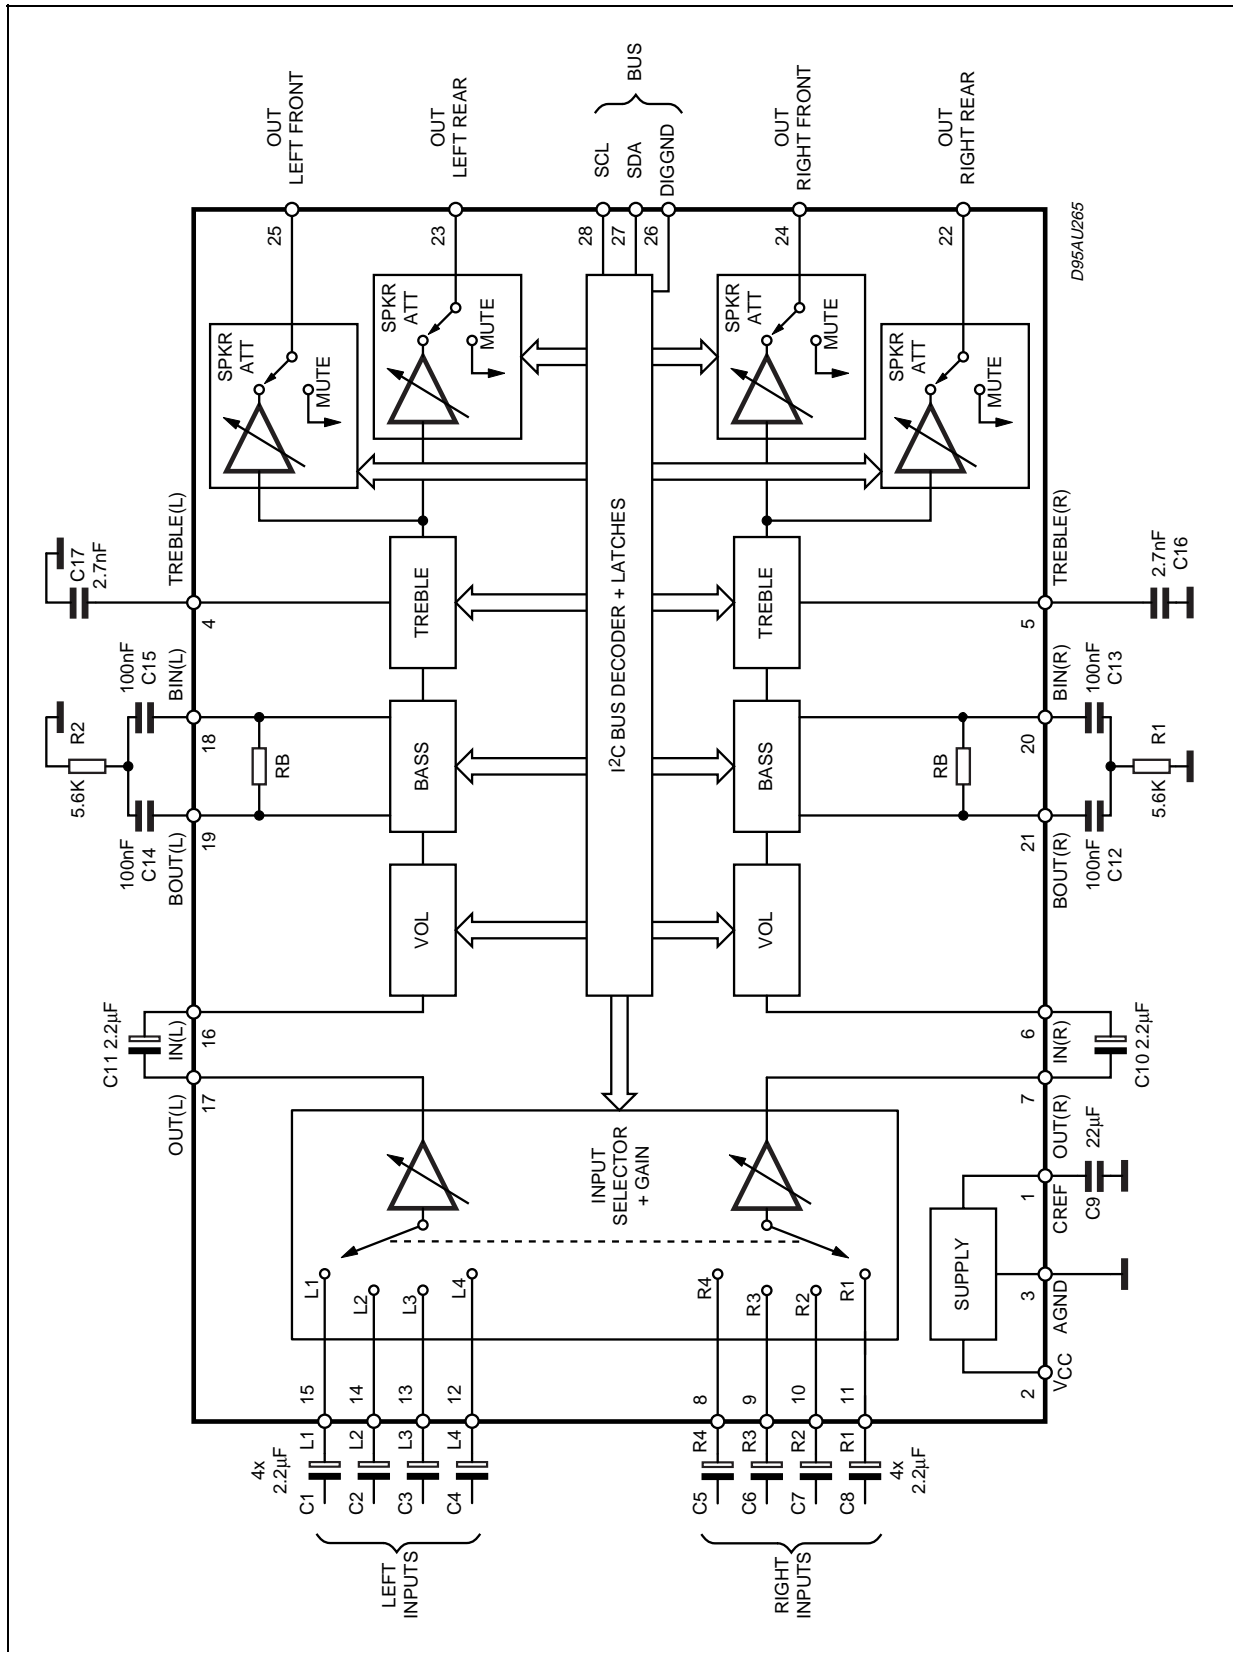 4x
2.2µF
C1
L1
15
L1
C2
L2
14
L2
C3
L3
13
L3
C4
L4
12
L4
LEFT
INPUTS
C5
R4
8
R4
C6
R3
9
R3
C7
R2
10
R2
C8
R1
11
R1
4x
2.2µF
RIGHT
INPUTS
INPUT
SELECTOR
+ GAIN
OUT(L)
17
C11 2.2µF
IN(L)
16
VOL
100nF
C14
BOUT(L)
19
5.6K
R2
RB
100nF
C15
BIN(L)
18
BASS
C17
2.7nF
TREBLE(L)
4
TREBLE
SPKR
ATT
MUTE
25
OUT
LEFT FRONT
SPKR
ATT
MUTE
23
OUT
LEFT REAR
I2C BUS DECODER + LATCHES
28
SCL
27
SDA
26
DIGGND
BUS
SPKR
ATT
MUTE
24
OUT
RIGHT FRONT
SPKR
ATT
MUTE
22
OUT
RIGHT REAR
VOL
BASS
TREBLE
RB
SUPPLY
2
VCC
3
AGND
1
CREF
C9
22µF
7
OUT(R)
6
IN(R)
C10 2.2µF
21
BOUT(R)
100nF
C12
20
BIN(R)
100nF
C13
5.6K
R1
5
TREBLE(R)
2.7nF
C16
D95AU265